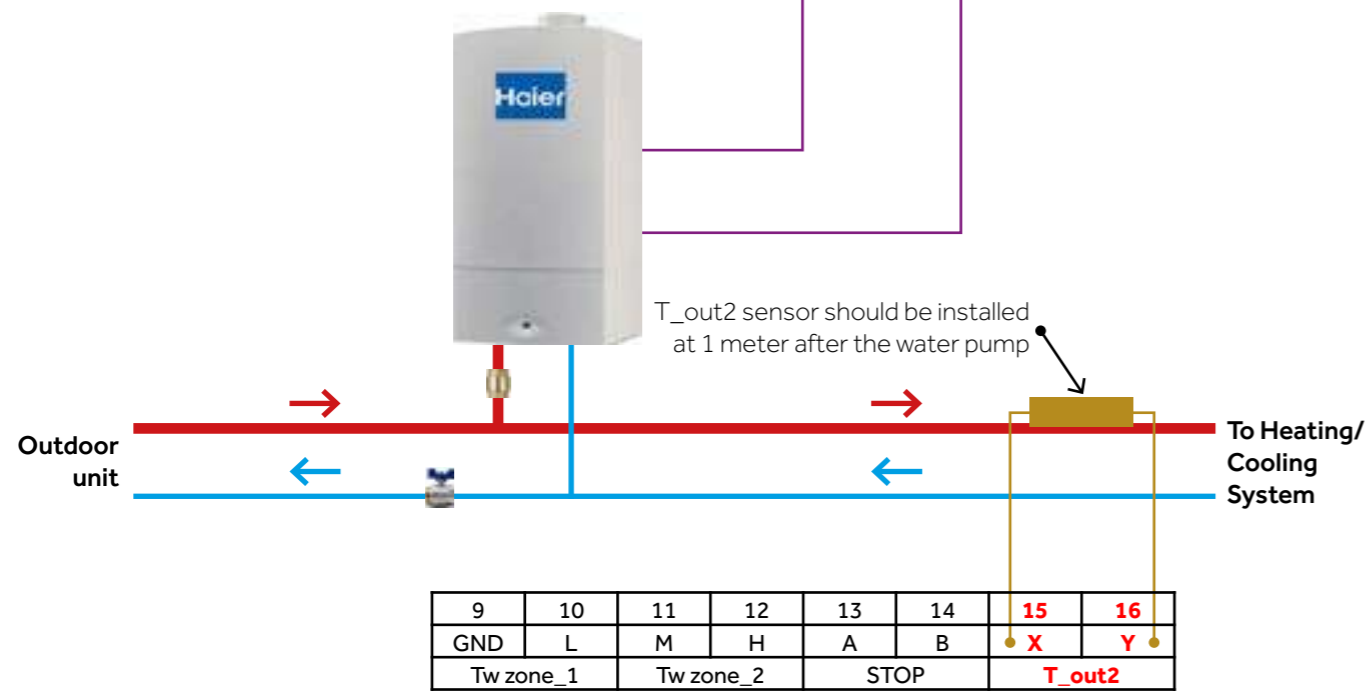 Haier
T_out2 sensor should be installed
at 1 meter after the water pump
Outdoor
unit
To Heating/
Cooling
System
9 10 11 12 13 14 15 16
GND L M H A B X Y
Tw zone_1 Tw zone_2 STOP T_out2